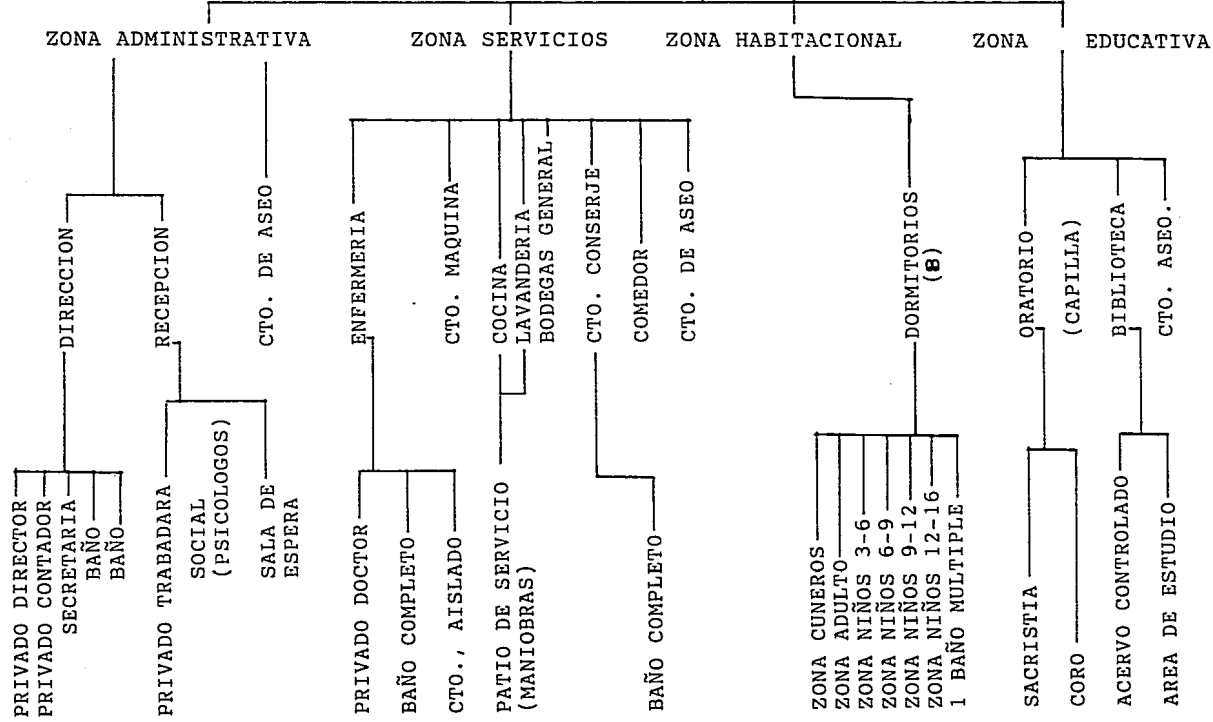 ZONA ADMINISTRATIVA
ZONA SERVICIOS
ZONA HABITACIONAL
ZONA EDUCATIVA
DIRECCION
RECEPCION
CTO. DE ASEO
ENFERMERIA
CTO. MAQUINA
COCINA
LAVANDERIA
BODEGAS GENERAL
CTO. CONSERJE
COMEDOR
CTO. DE ASEO
DORMITORIOS
(8)
ORATORIO
(CAPILLA)
BIBLIOTECA
CTO. ASEO.
PRIVADO DIRECTOR
PRIVADO CONTADOR
SECRETARIA
BAÑO
BAÑO
PRIVADO TRABADARA
SOCIAL
(PSICOLOGOS)
SALA DE
ESPERA
PRIVADO DOCTOR
BAÑO COMPLETO
CTO., AISLADO
PATIO DE SERVICIO
(MANIOBRAS)
BAÑO COMPLETO
ZONA CUNEROS
ZONA ADULTO
ZONA NIÑOS 3-6
ZONA NIÑOS 6-9
ZONA NIÑOS 9-12
ZONA NIÑOS 12-16
1 BAÑO MULTIPLE
SACRISTIA
CORO
ACERVO CONTROLADO
AREA DE ESTUDIO